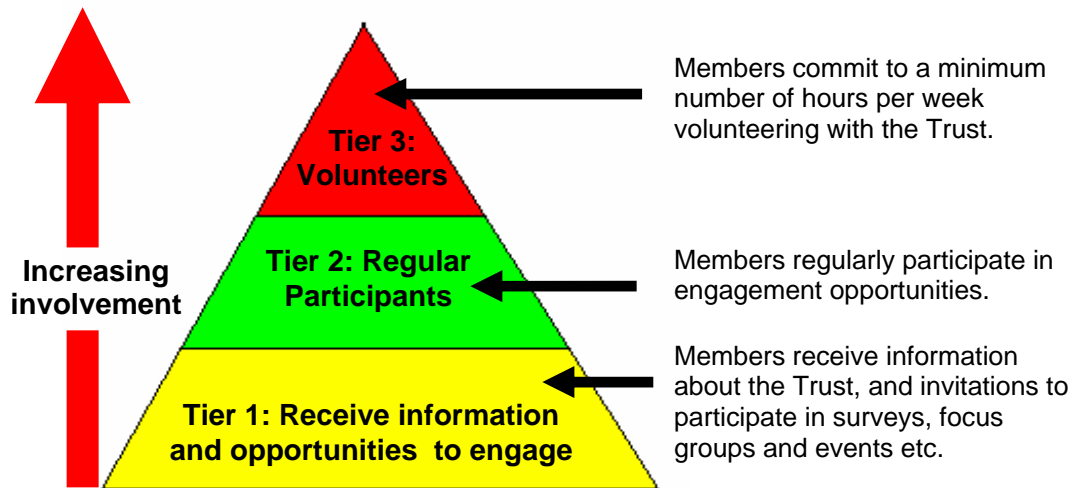 Increasing
involvement
Tier 3:
Volunteers
Members commit to a minimum
number of hours per week
volunteering with the Trust.
Tier 2: Regular
Participants
Members regularly participate in
engagement opportunities.
Tier 1: Receive information
and opportunities to engage
Members receive information
about the Trust, and invitations to
participate in surveys, focus
groups and events etc.